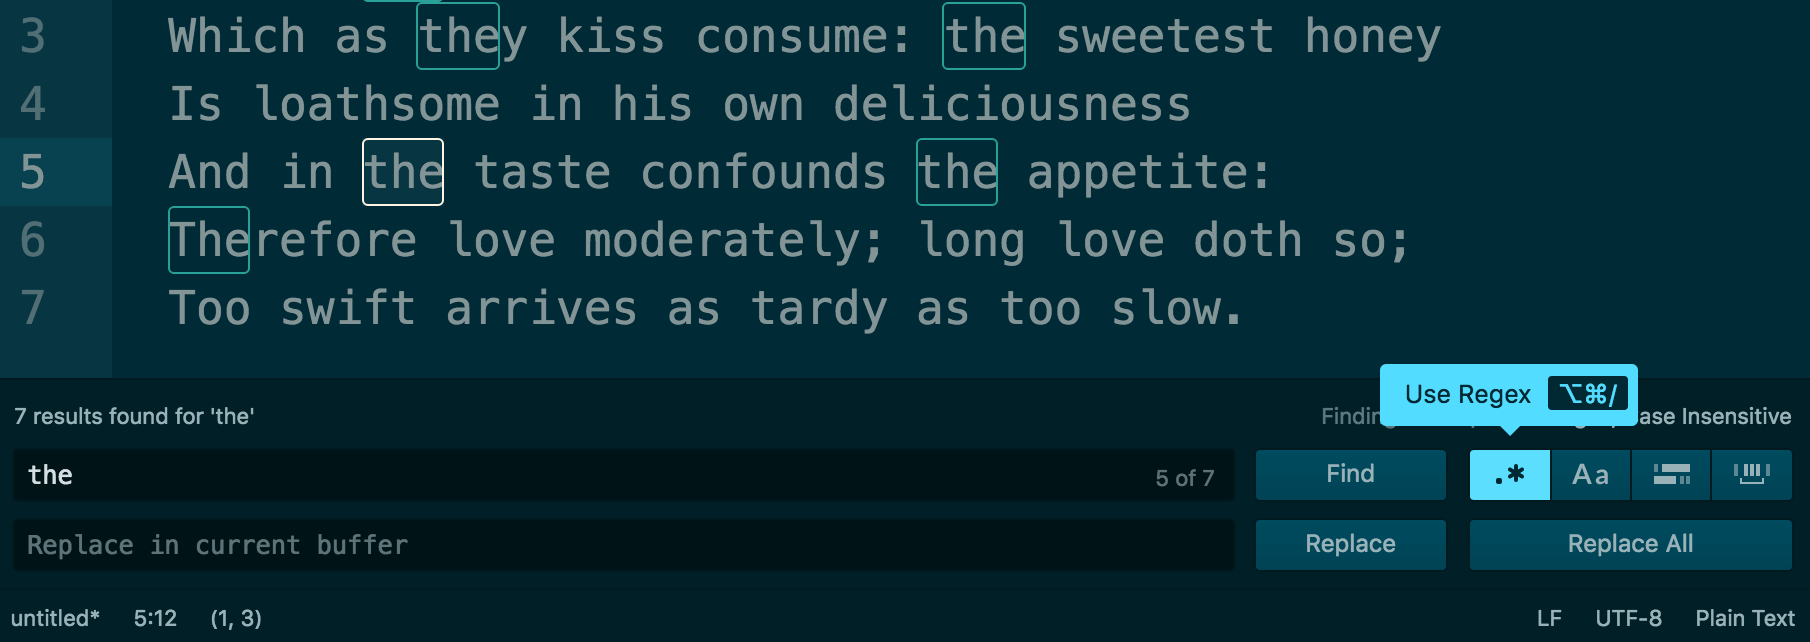 3 Which as they kiss consume: the sweetest honey
4 Is loathsome in his own deliciousness
5 And in the taste confounds the appetite:
6 Therefore love moderately; long love doth so;
7 Too swift arrives as tardy as too slow.
Use Regex ⌥⌘/
7 results found for 'the'
Finding ase Insensitive
the 5 of 7 Find .* Aa
Replace in current buffer Replace Replace All
untitled* 5:12 (1, 3) LF UTF-8 Plain Text